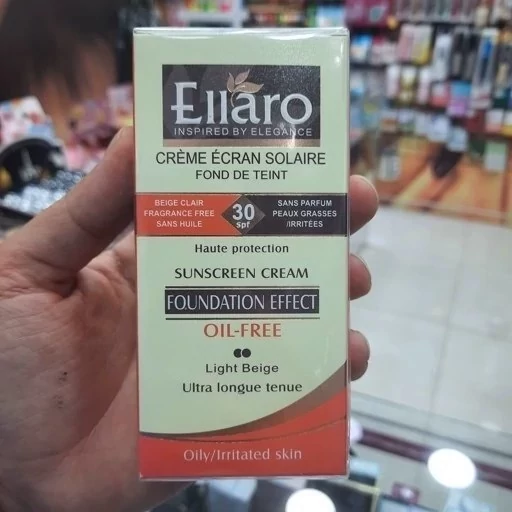 Ellaro
INSPIRED BY ELEGANCE
CRÈME ÉCRAN SOLAIRE
FOND DE TEINT
BEIGE CLAIR
FRAGRANCE FREE
SANS HUILE
30
Spf
SANS PARFUM
PEAUX GRASSES
/IRRITÉES
Haute protection
SUNSCREEN CREAM
FOUNDATION EFFECT
OIL-FREE
Light Beige
Ultra longue tenue
Oily/Irritated skin